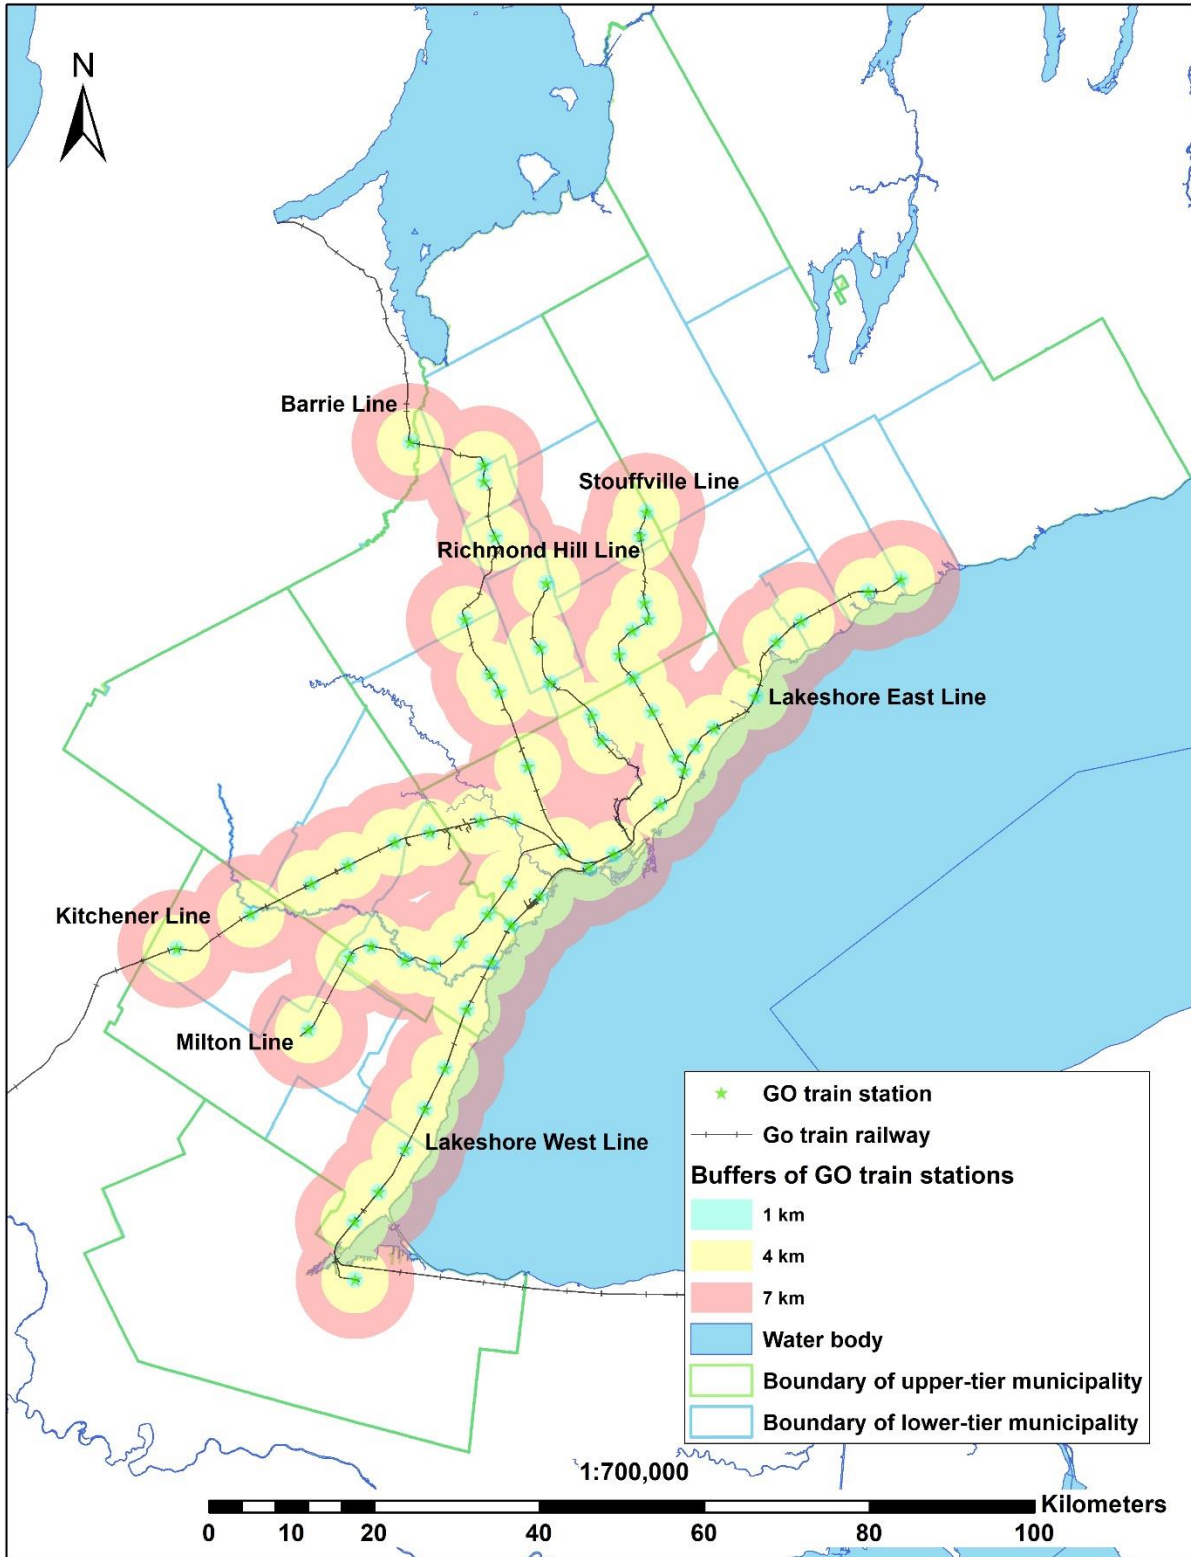 N
Barrie Line
Stouffville Line
Richmond Hill Line
Lakeshore East Line
Kitchener Line
Milton Line
Lakeshore West Line
GO train station
Go train railway
Buffers of GO train stations
1 km
4 km
7 km
Water body
Boundary of upper-tier municipality
Boundary of lower-tier municipality
1:700,000
Kilometers
0 10 20 40 60 80 100